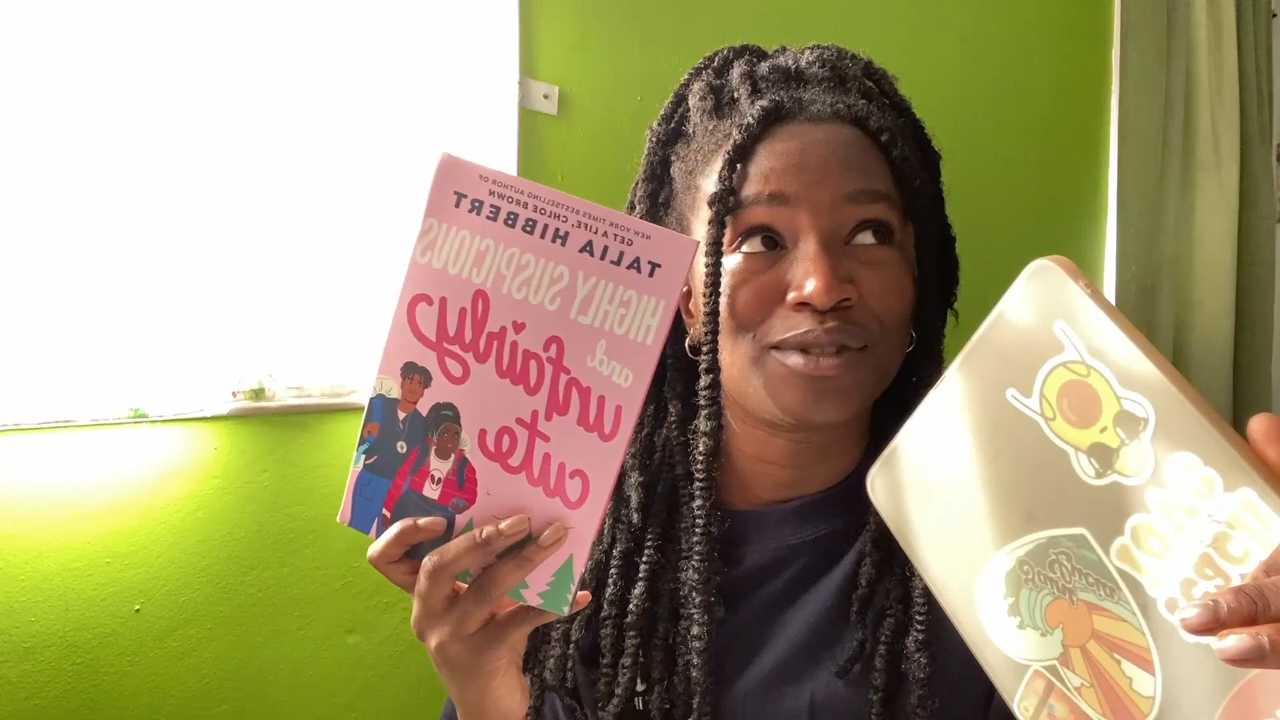 NEW YORK TIMES BESTSELLING AUTHOR OF
GET A LIFE, CHLOE BROWN
TALIA HIBBERT
HIGHLY SUSPICIOUS
and
unfairly
cute